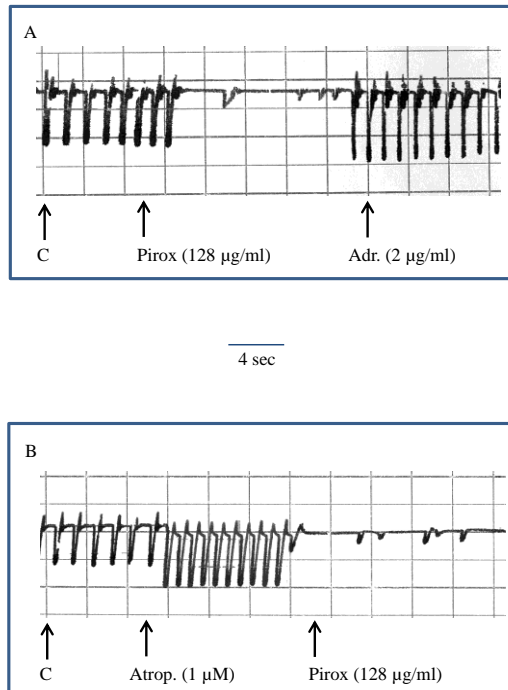 A
C Pirox (128 µg/ml) Adr. (2 µg/ml)
4 sec
B
C Atrop. (1 µM) Pirox (128 µg/ml)